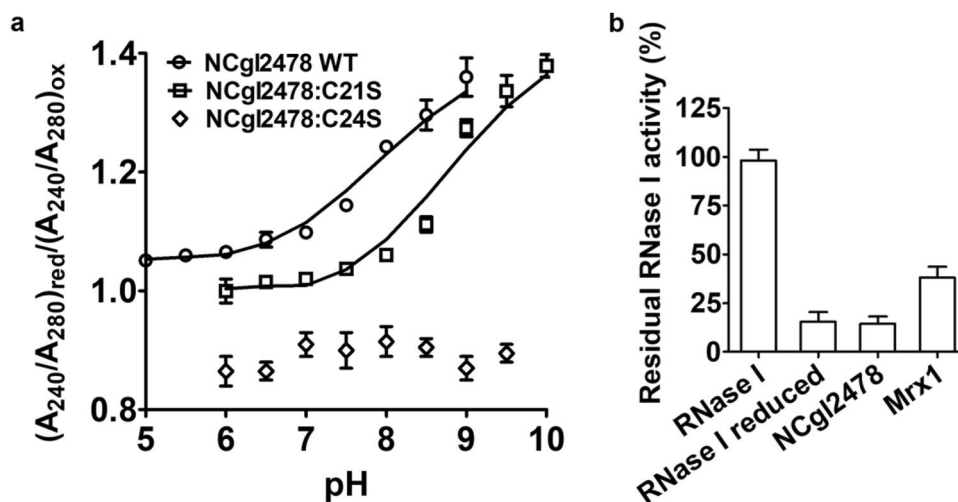 a
b
NCgl2478 WT
NCgl2478:C21S
NCgl2478:C24S
(A240/A280)red/(A240/A280)ox
1.4
1.2
1.0
0.8
5 6 7 8 9 10
pH
Residual RNase I activity (%)
125
100
75
50
25
0
RNase I
RNase I reduced
NCgl2478
Mrx1